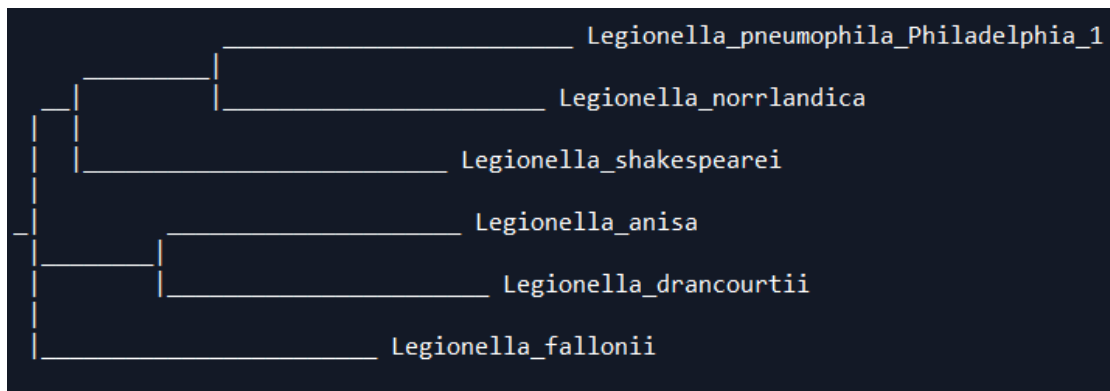 Legionella_pneumophila_Philadelphia_1
Legionella_norrlandica
Legionella_shakespearei
Legionella_anisa
Legionella_drancourtii
Legionella_fallonii